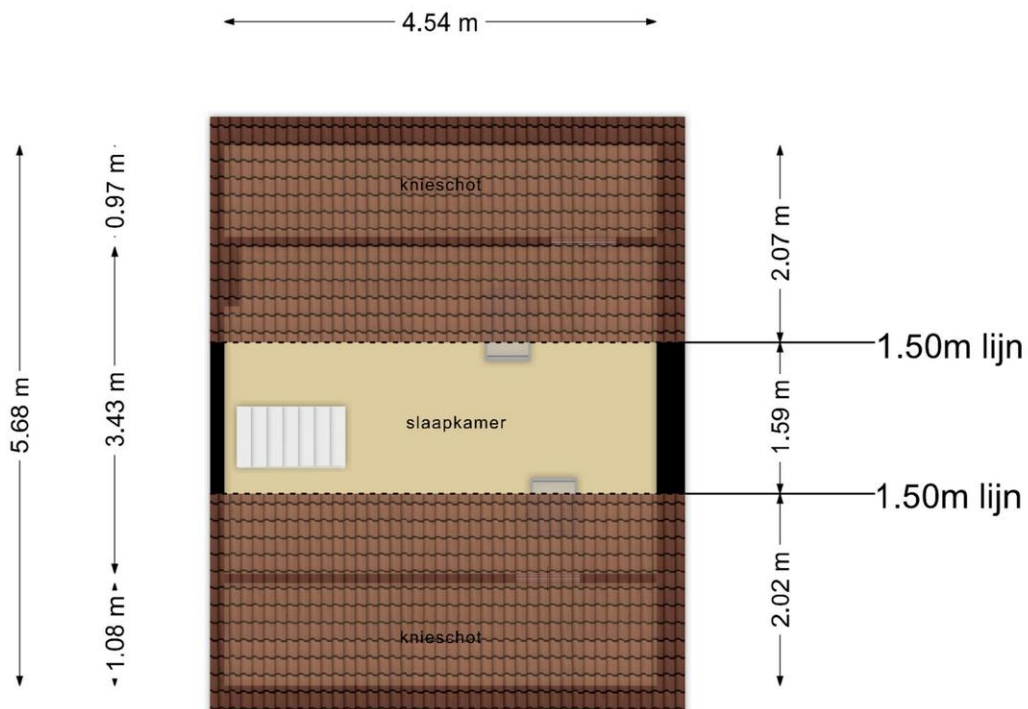 4.54 m
0.97 m
knieschot
2.07 m
1.50m lijn
5.68 m
3.43 m
slaapkamer
1.59 m
1.50m lijn
1.08 m
knieschot
2.02 m